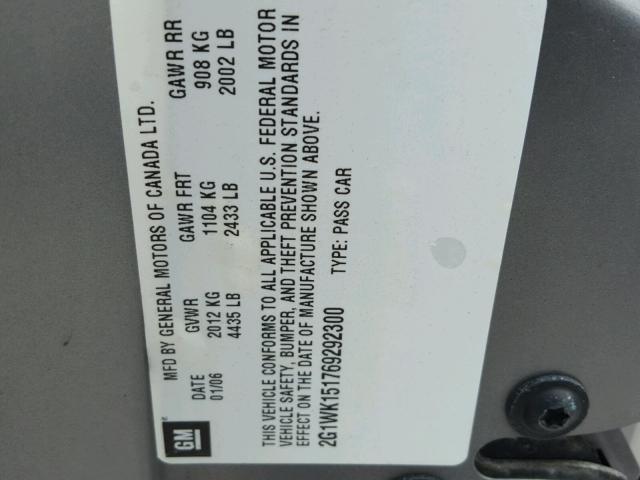 MFD BY GENERAL MOTORS OF CANADA LTD.
DATE GVWR GAWR FRT GAWR RR
01/06 2012 KG 1104 KG 908 KG
4435 LB 2433 LB 2002 LB
GM
THIS VEHICLE CONFORMS TO ALL APPLICABLE U.S. FEDERAL MOTOR
VEHICLE SAFETY, BUMPER, AND THEFT PREVENTION STANDARDS IN
EFFECT ON THE DATE OF MANUFACTURE SHOWN ABOVE.
2G1WK151769292300 TYPE: PASS CAR